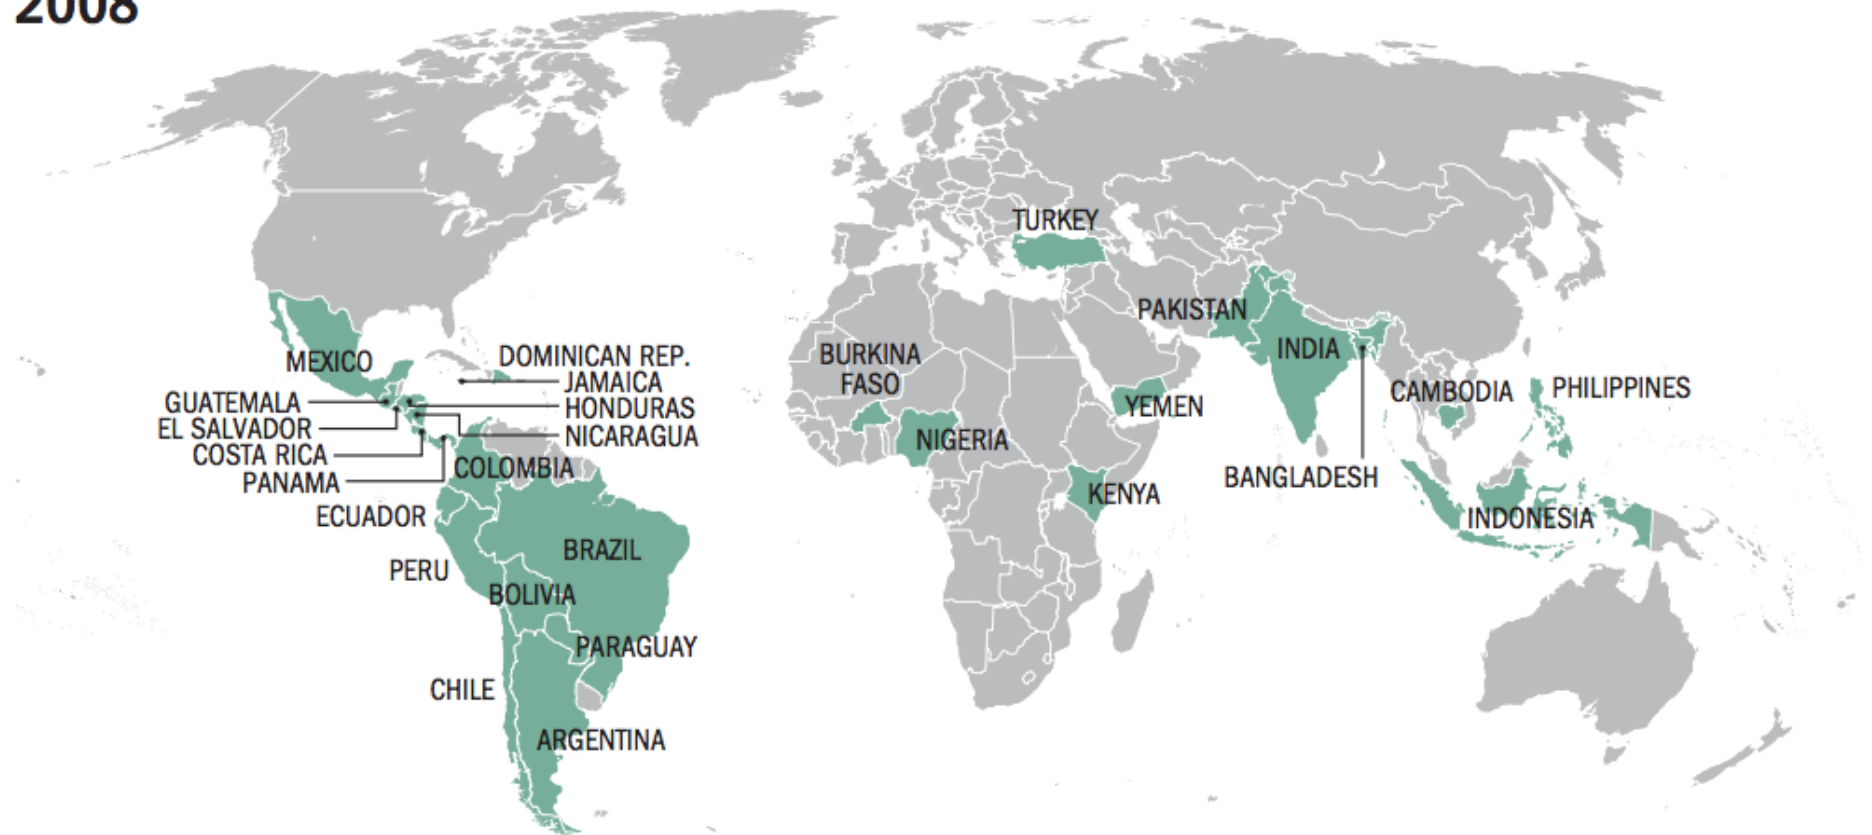 2008
TURKEY
PAKISTAN
BURKINA
FASO
INDIA
DOMINICAN REP.
MEXICO
JAMAICA
GUATEMALA
HONDURAS
EL SALVADOR
NICARAGUA
COSTA RICA
PANAMA
COLOMBIA
CAMBODIA
PHILIPPINES
YEMEN
NIGERIA
BANGLADESH
KENYA
ECUADOR
INDONESIA
BRAZIL
PERU
BOLIVIA
PARAGUAY
CHILE
ARGENTINA